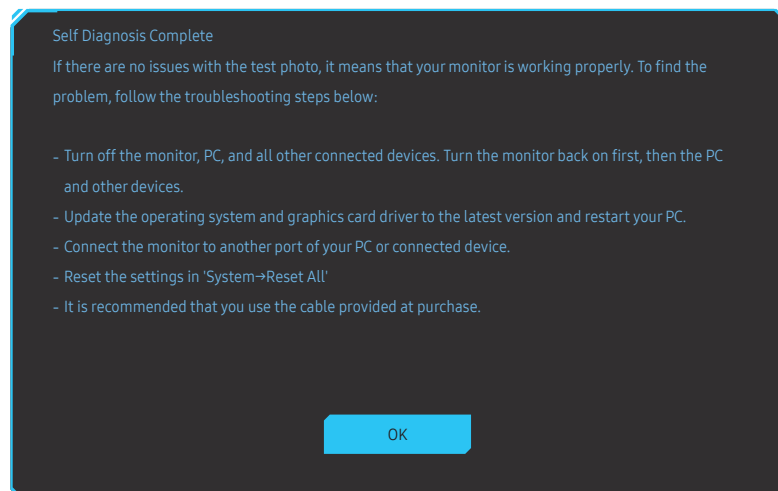 Self Diagnosis Complete
If there are no issues with the test photo, it means that your monitor is working properly. To find the
problem, follow the troubleshooting steps below:
- Turn off the monitor, PC, and all other connected devices. Turn the monitor back on first, then the PC
and other devices.
- Update the operating system and graphics card driver to the latest version and restart your PC.
- Connect the monitor to another port of your PC or connected device.
- Reset the settings in 'System→Reset All'
- It is recommended that you use the cable provided at purchase.
OK